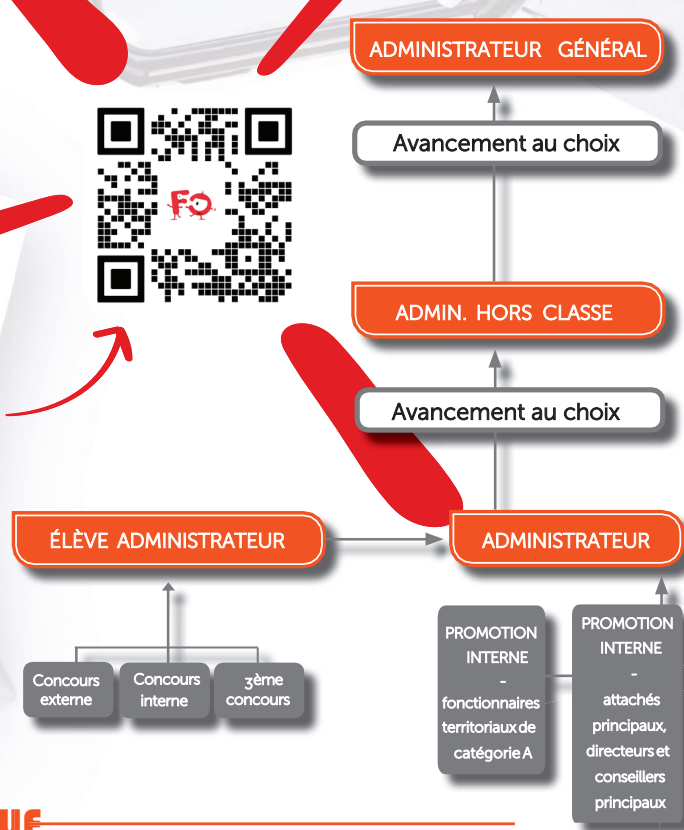 ADMINISTRATEUR GÉNÉRAL
Avancement au choix
FO
ADMIN. HORS CLASSE
Avancement au choix
ÉLÈVE ADMINISTRATEUR
ADMINISTRATEUR
Concours
externe
Concours
interne
3ème
concours
PROMOTION
INTERNE
-
fonctionnaires
territoriaux de
catégorie A
PROMOTION
INTERNE
-
attachés
principaux,
directeurs et
conseillers
principaux